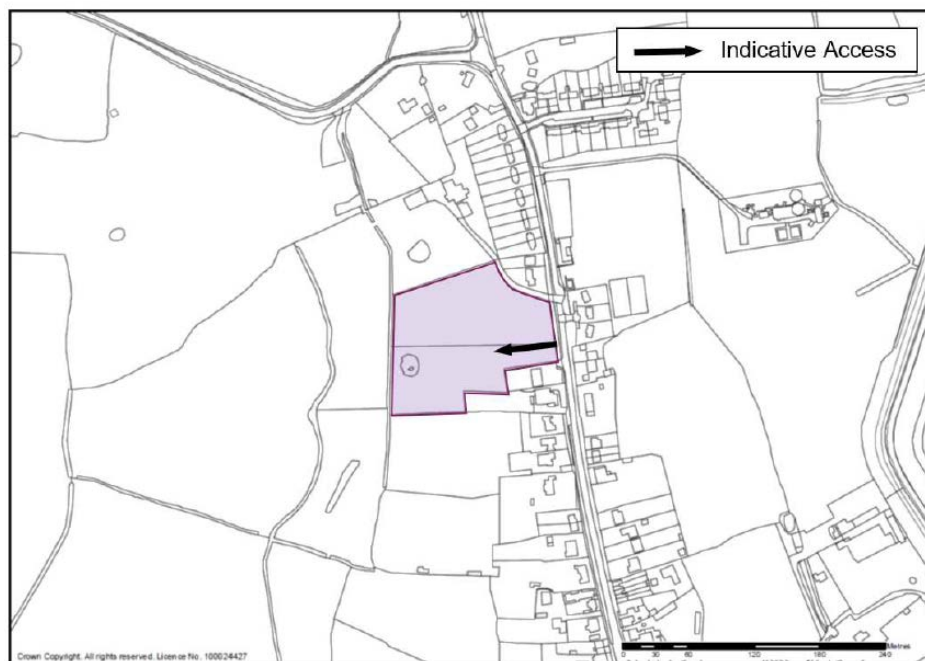 Indicative Access
Metres
0 30 60 120 180 240
Crown Copyright. All rights reserved. Licence No. 100024427